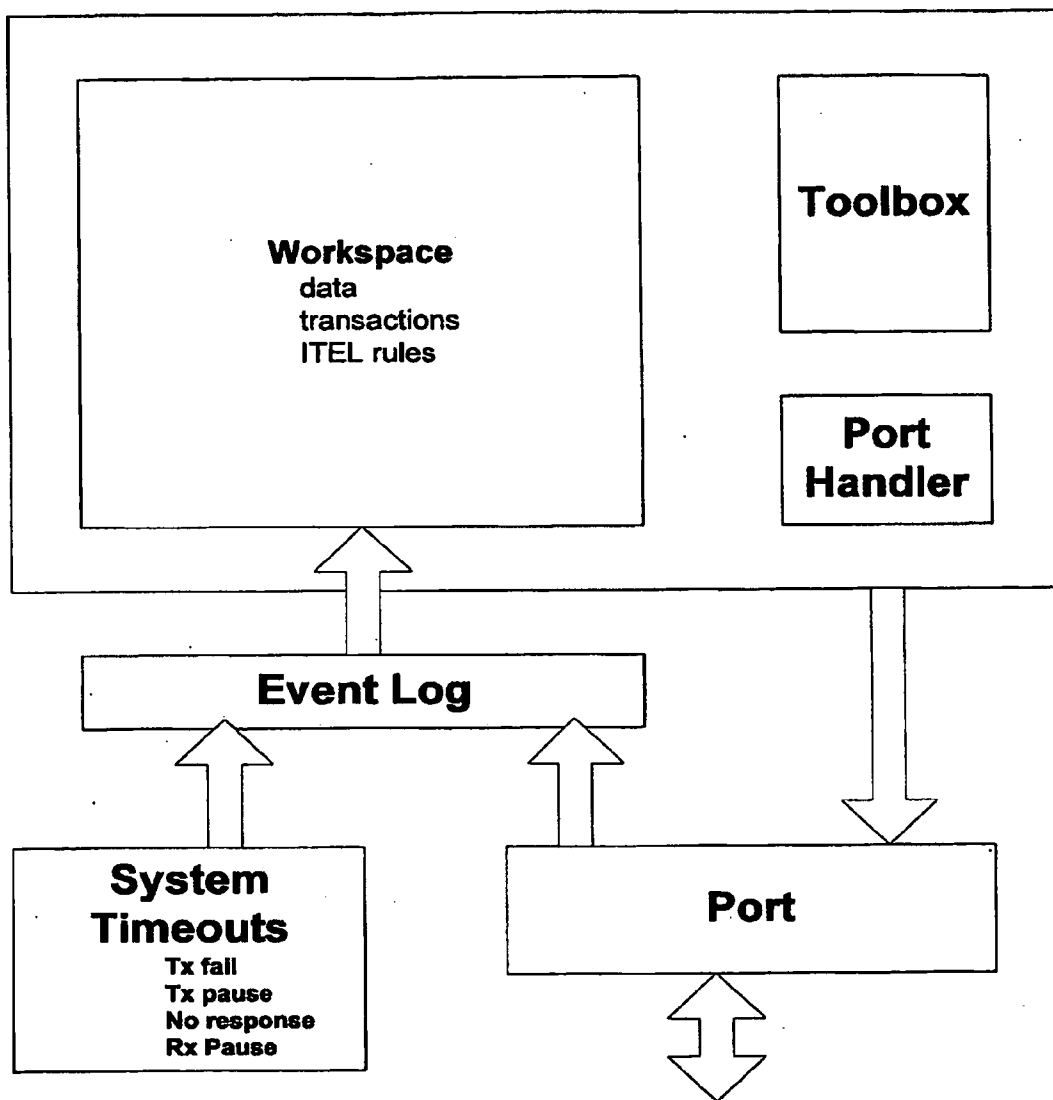 Workspace
data
transactions
ITEL rules
Toolbox
Port
Handler
Event Log
System
Timeouts
Tx fail
Tx pause
No response
Rx Pause
Port